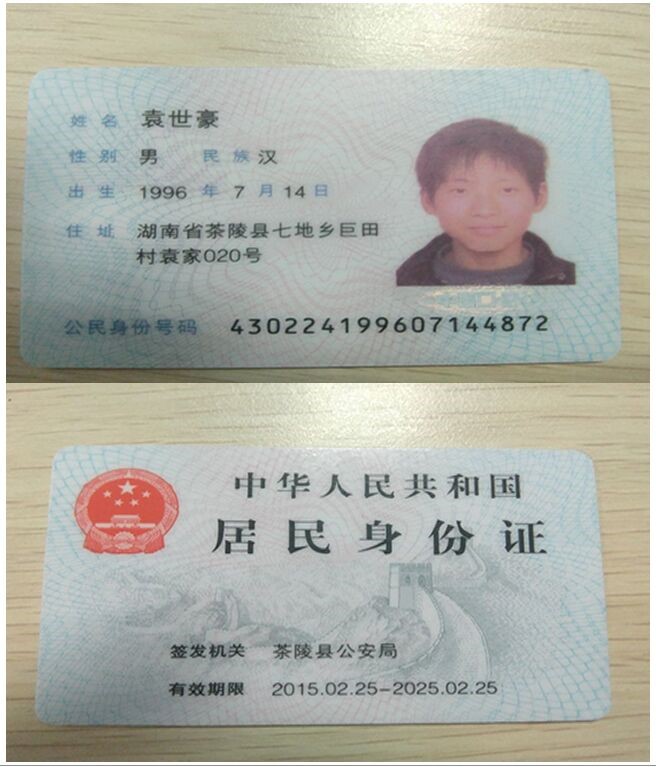 姓名 袁世豪
性别 男 民族 汉
出生 1996 年 7 月 14 日
住址 湖南省茶陵县七地乡巨田
村袁家020号
公民身份号码 430224199607144872
中华人民共和国
居民身份证
签发机关 茶陵县公安局
有效期限 2015.02.25-2025.02.25